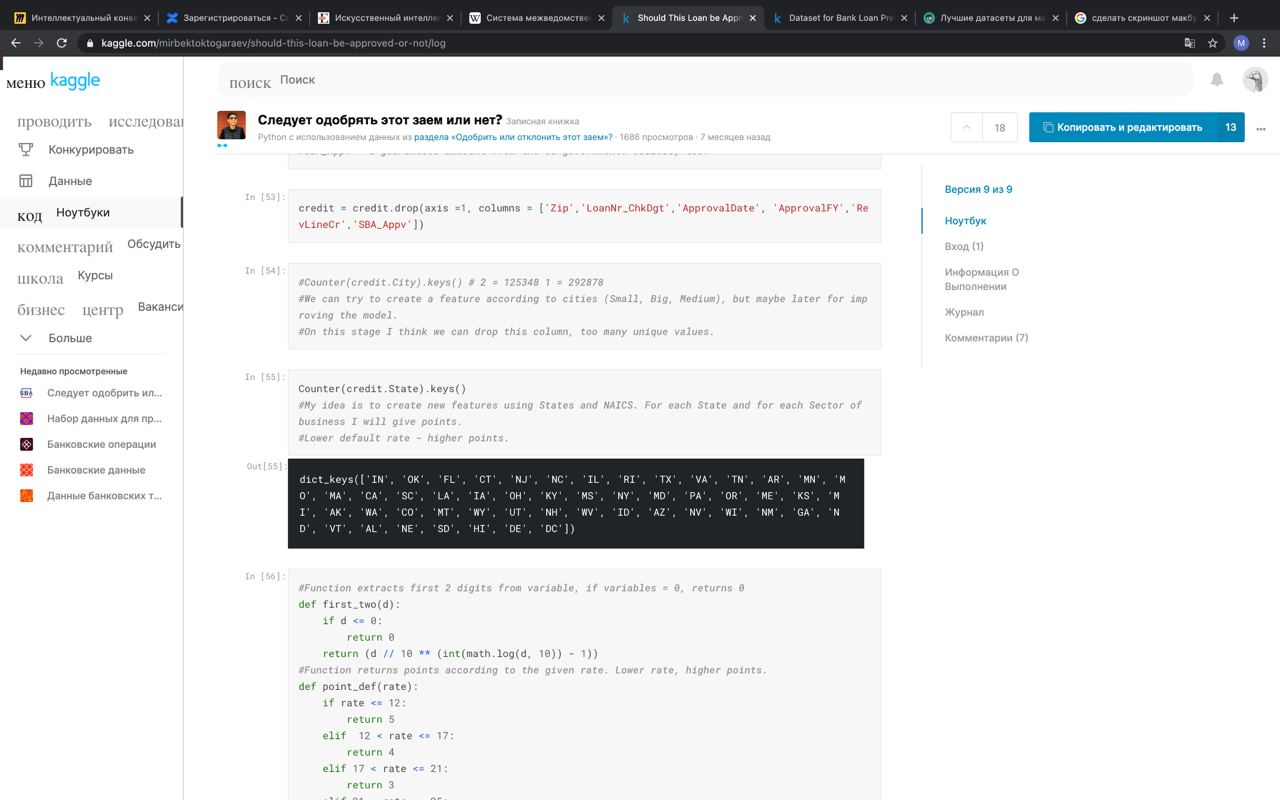 Интеллектуальный конве
Зарегистрироваться - Co
Искусственный интеллек
Система межведомственн
Should This Loan be Appr
Dataset for Bank Loan Pre
Лучшие датасеты для ма
сделать скриншот макбу
kaggle.com/mirbektoktogaraev/should-this-loan-be-approved-or-not/log
M
меню kaggle
поиск Поиск
проводить исследован
Конкурировать
Данные
код Ноутбуки
комментарий Обсудить
школа Курсы
бизнес центр Ваканси
Больше
Недавно просмотренные
SBA Следует одобрить ил...
Набор данных для пр...
Банковские операции
Банковские данные
Данные банковских т...
Следует одобрять этот заем или нет? Записная книжка
Python с использованием данных из раздела «Одобрить или отклонить этот заем»? · 1686 просмотров · 7 месяцев назад
18
Копировать и редактировать 13
In [53]:
credit = credit.drop(axis =1, columns = ['Zip','LoanNr_ChkDgt','ApprovalDate', 'ApprovalFY','Re
vLineCr','SBA_Appv'])
In [54]:
#Counter(credit.City).keys() # 2 = 125348 1 = 292878
#We can try to create a feature according to cities (Small, Big, Medium), but maybe later for imp
roving the model.
#On this stage I think we can drop this column, too many unique values.
In [55]:
Counter(credit.State).keys()
#My idea is to create new features using States and NAICS. For each State and for each Sector of
business I will give points.
#Lower default rate - higher points.
Out[55]:
dict_keys(['IN', 'OK', 'FL', 'CT', 'NJ', 'NC', 'IL', 'RI', 'TX', 'VA', 'TN', 'AR', 'MN', 'M
O', 'MA', 'CA', 'SC', 'LA', 'IA', 'OH', 'KY', 'MS', 'NY', 'MD', 'PA', 'OR', 'ME', 'KS', 'M
I', 'AK', 'WA', 'CO', 'MT', 'WY', 'UT', 'NH', 'WV', 'ID', 'AZ', 'NV', 'WI', 'NM', 'GA', 'N
D', 'VT', 'AL', 'NE', 'SD', 'HI', 'DE', 'DC'])
In [56]:
#Function extracts first 2 digits from variable, if variables = 0, returns 0
def first_two(d):
    if d <= 0:
        return 0
    return (d // 10 ** (int(math.log(d, 10)) - 1))
#Function returns points according to the given rate. Lower rate, higher points.
def point_def(rate):
    if rate <= 12:
        return 5
    elif  12 < rate <= 17:
        return 4
    elif 17 < rate <= 21:
        return 3
Версия 9 из 9
Ноутбук
Вход (1)
Информация О
Выполнении
Журнал
Комментарии (7)